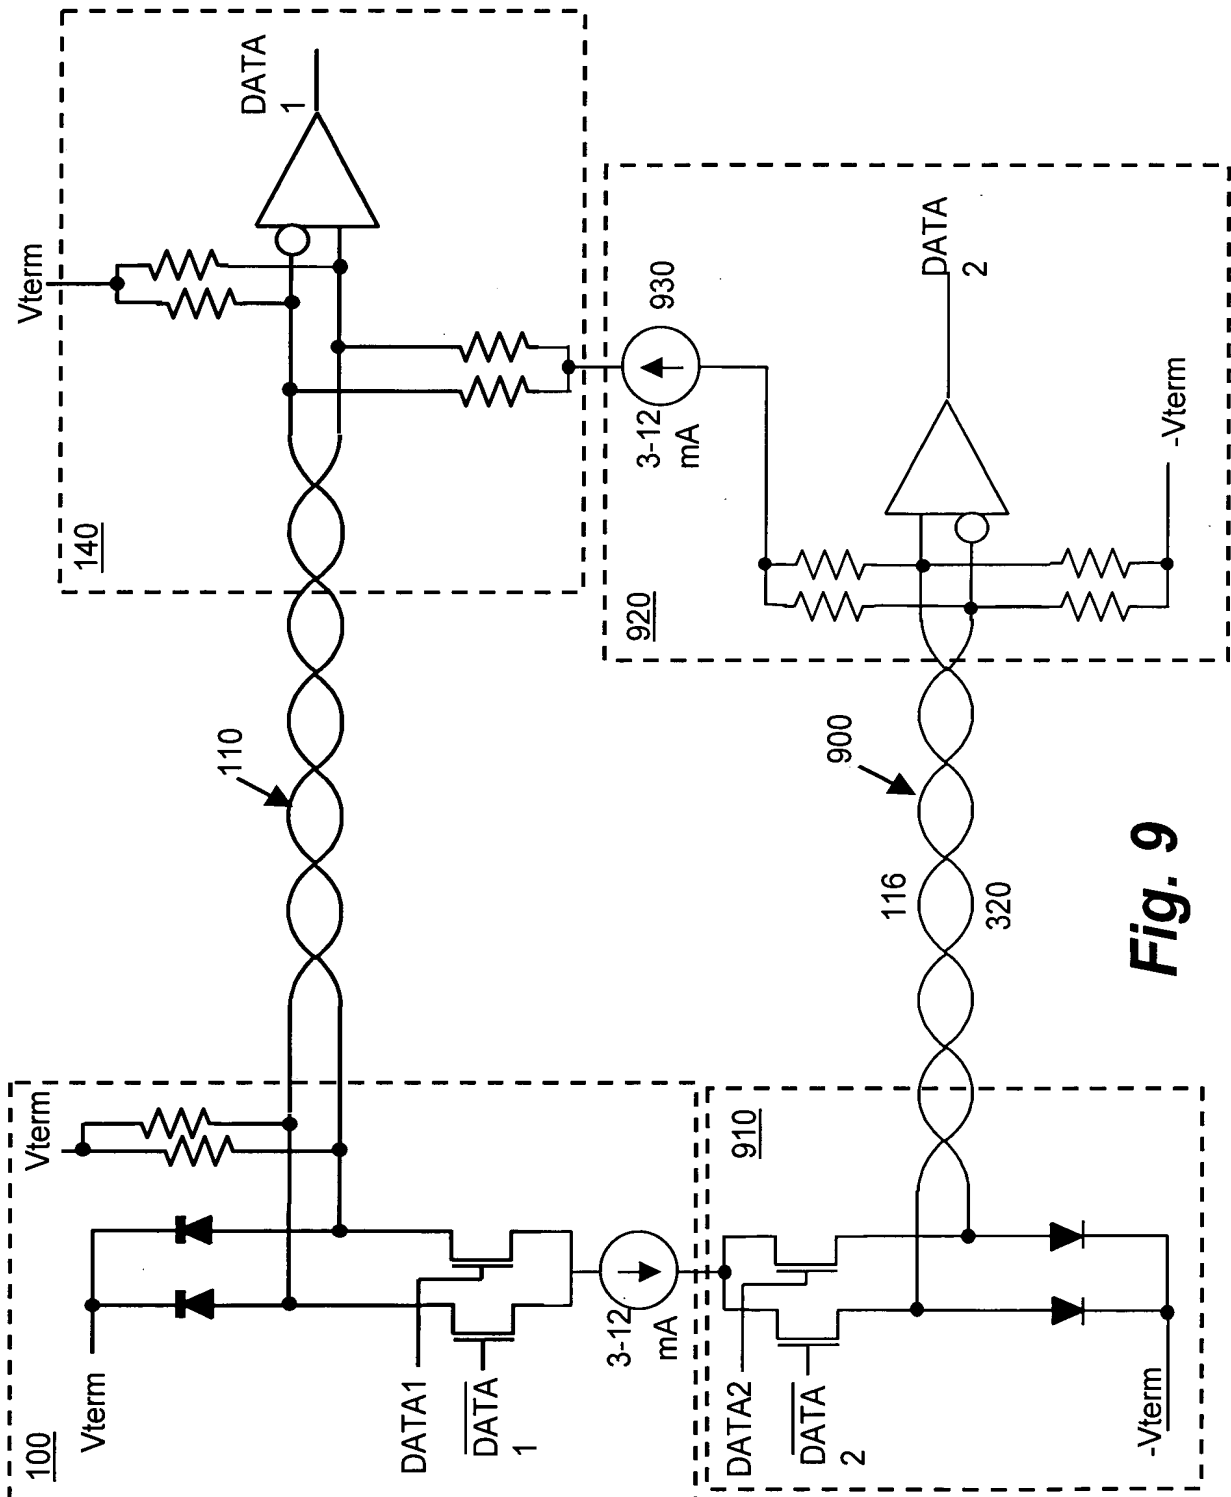 Vterm
DATA
1
140
3-12
mA
930
920
DATA
2
-Vterm
110
900
116
320
100
Vterm
Vterm
DATA1
DATA
1
3-12
mA
910
DATA2
DATA
2
-Vterm
Fig. 9